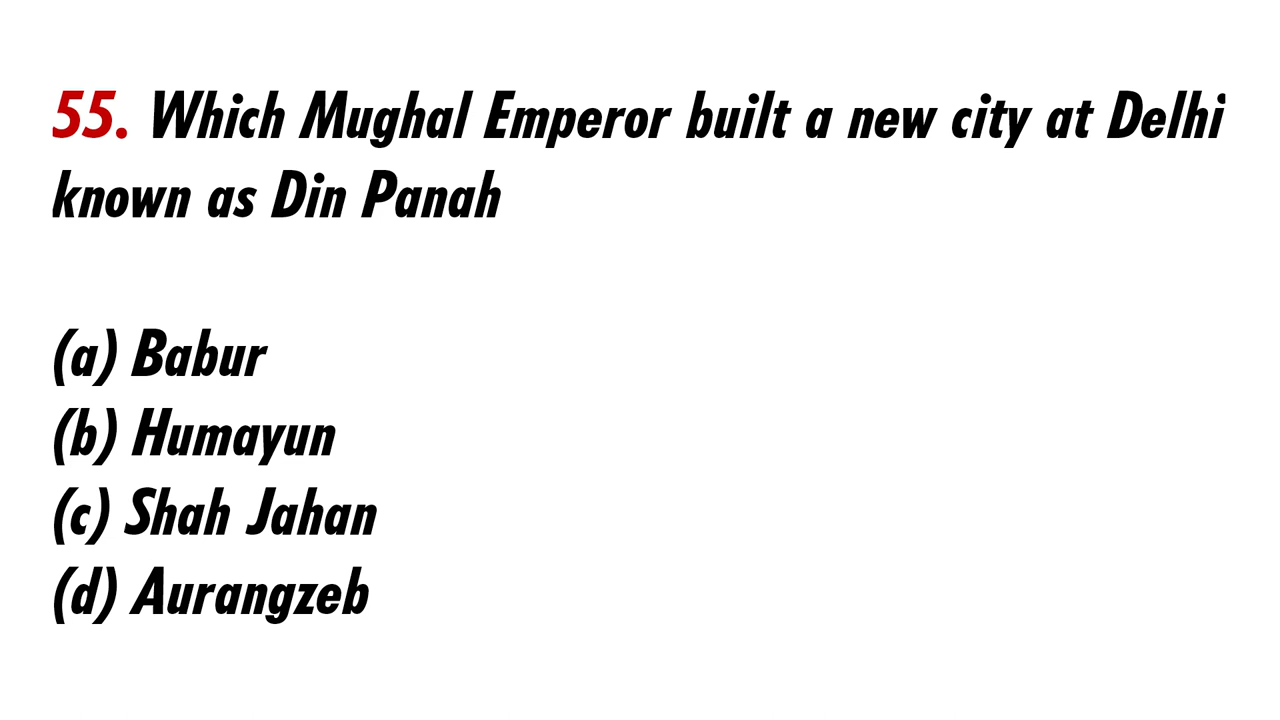 55. Which Mughal Emperor built a new city at Delhi
known as Din Panah
(a) Babur
(b) Humayun
(c) Shah Jahan
(d) Aurangzeb